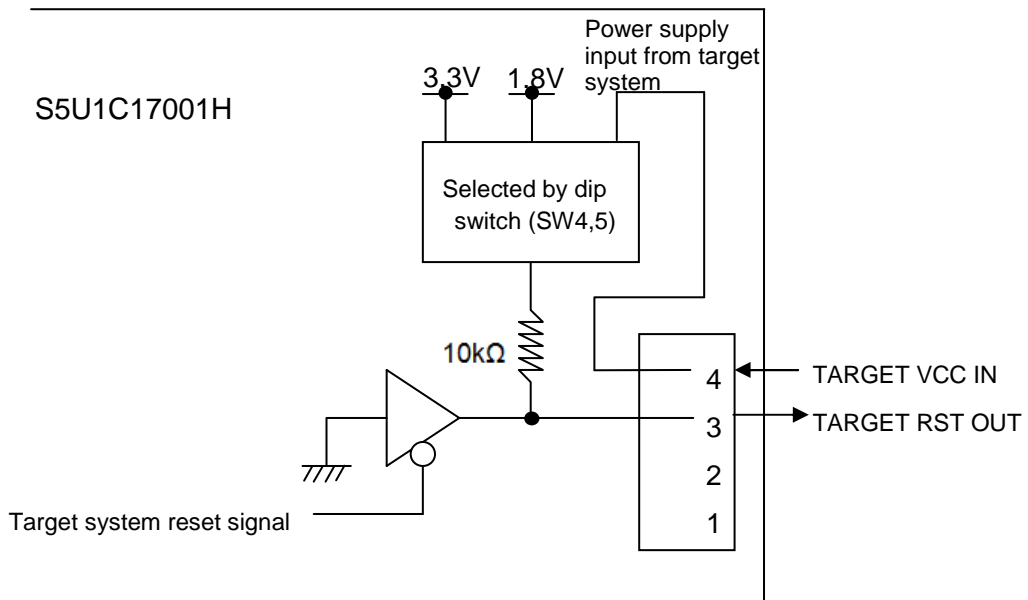 Power supply
input from target
system
3.3V
1.8V
S5U1C17001H
Selected by dip
switch (SW4,5)
10kΩ
4
TARGET VCC IN
3
TARGET RST OUT
2
1
Target system reset signal